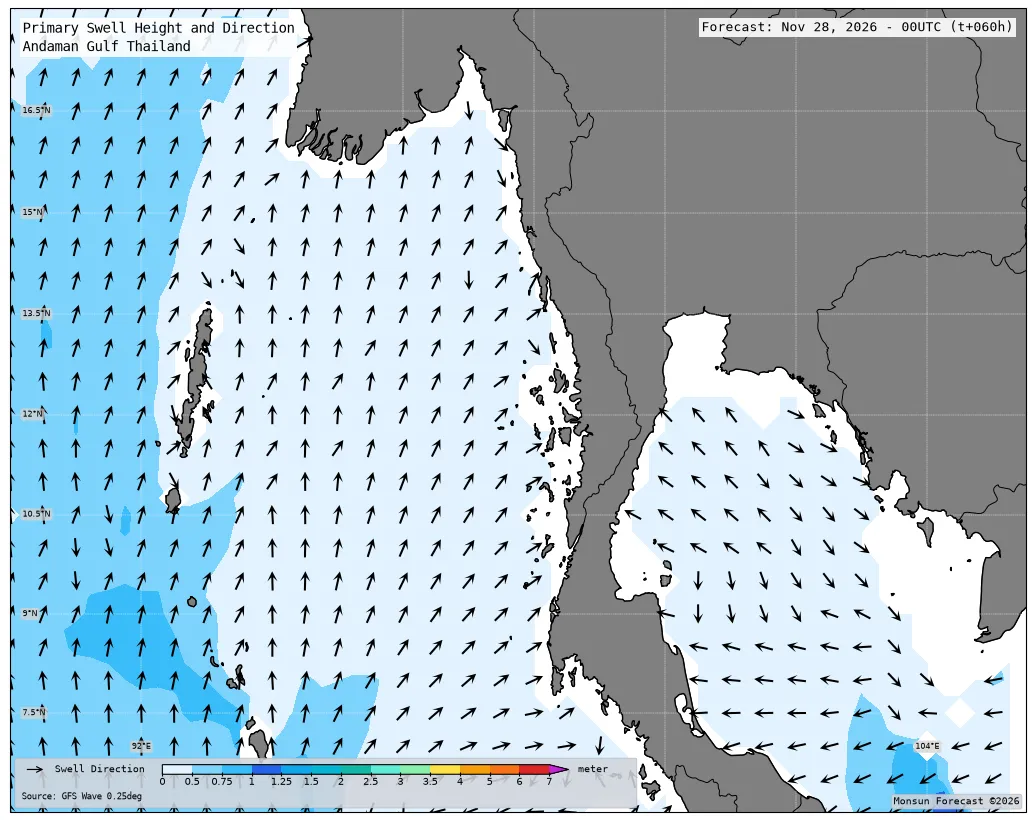 Primary Swell Height and Direction
Andaman Gulf Thailand
Forecast: Nov 28, 2026 - 00UTC (t+060h)
16.5°N
15°N
13.5°N
12°N
10.5°N
9°N
7.5°N
92°E
104°E
Swell Direction
0 0.5 0.75 1 1.25 1.5 2 2.5 3 3.5 4 5 6 7
meter
Source: GFS Wave 0.25deg
Monsun Forecast ©2026